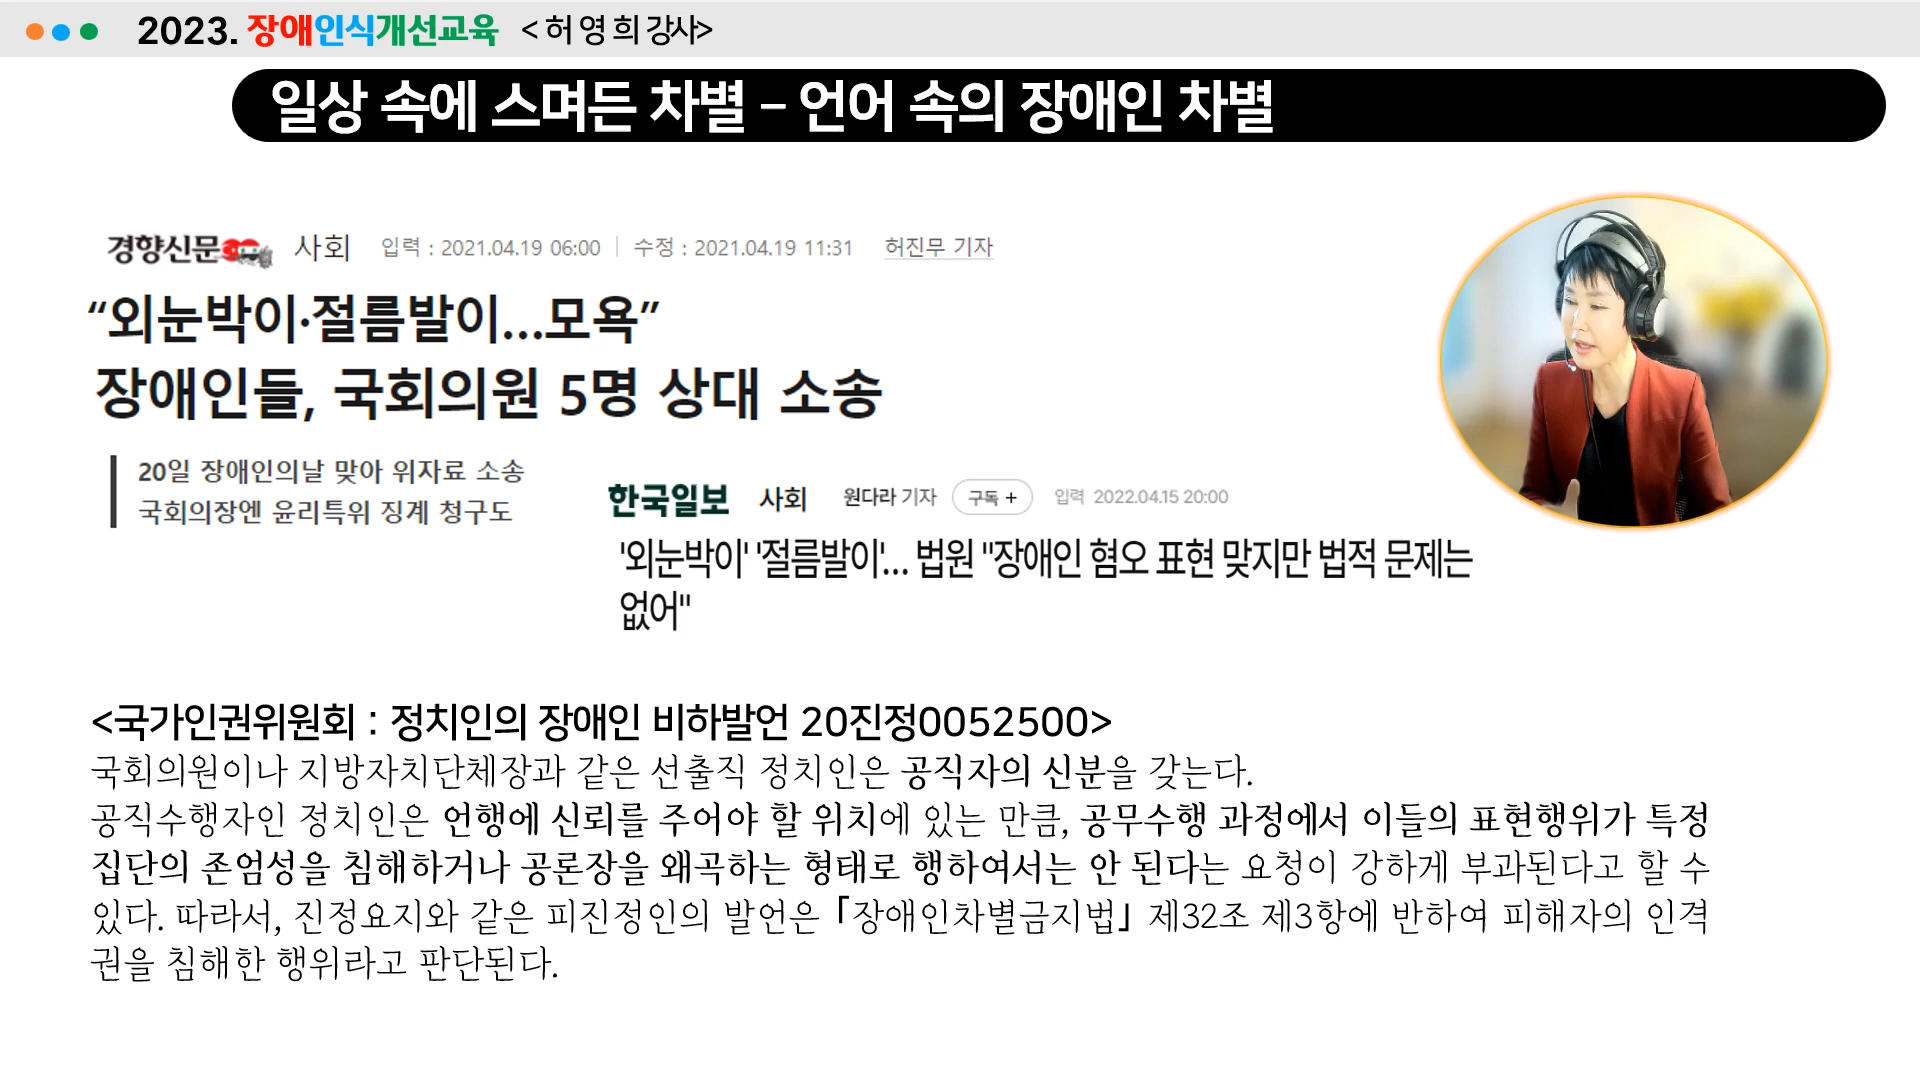 2023. 장애인식개선교육 < 허 영 희 강사>
일상 속에 스며든 차별 – 언어 속의 장애인 차별
경향신문 사회 입력 : 2021.04.19 06:00 수정 : 2021.04.19 11:31 허진무 기자
“외눈박이·절름발이…모욕”
장애인들, 국회의원 5명 상대 소송
20일 장애인의날 맞아 위자료 소송
국회의장엔 윤리특위 징계 청구도
한국일보 사회 원다라 기자 구독 + 입력 2022.04.15 20:00
'외눈박이' '절름발이'... 법원 "장애인 혐오 표현 맞지만 법적 문제는
없어"
<국가인권위원회 : 정치인의 장애인 비하발언 20진정0052500>
국회의원이나 지방자치단체장과 같은 선출직 정치인은 공직자의 신분을 갖는다.
공직수행자인 정치인은 언행에 신뢰를 주어야 할 위치에 있는 만큼, 공무수행 과정에서 이들의 표현행위가 특정
집단의 존엄성을 침해하거나 공론장을 왜곡하는 형태로 행하여서는 안 된다는 요청이 강하게 부과된다고 할 수
있다. 따라서, 진정요지와 같은 피진정인의 발언은 「장애인차별금지법」 제32조 제3항에 반하여 피해자의 인격
권을 침해한 행위라고 판단된다.